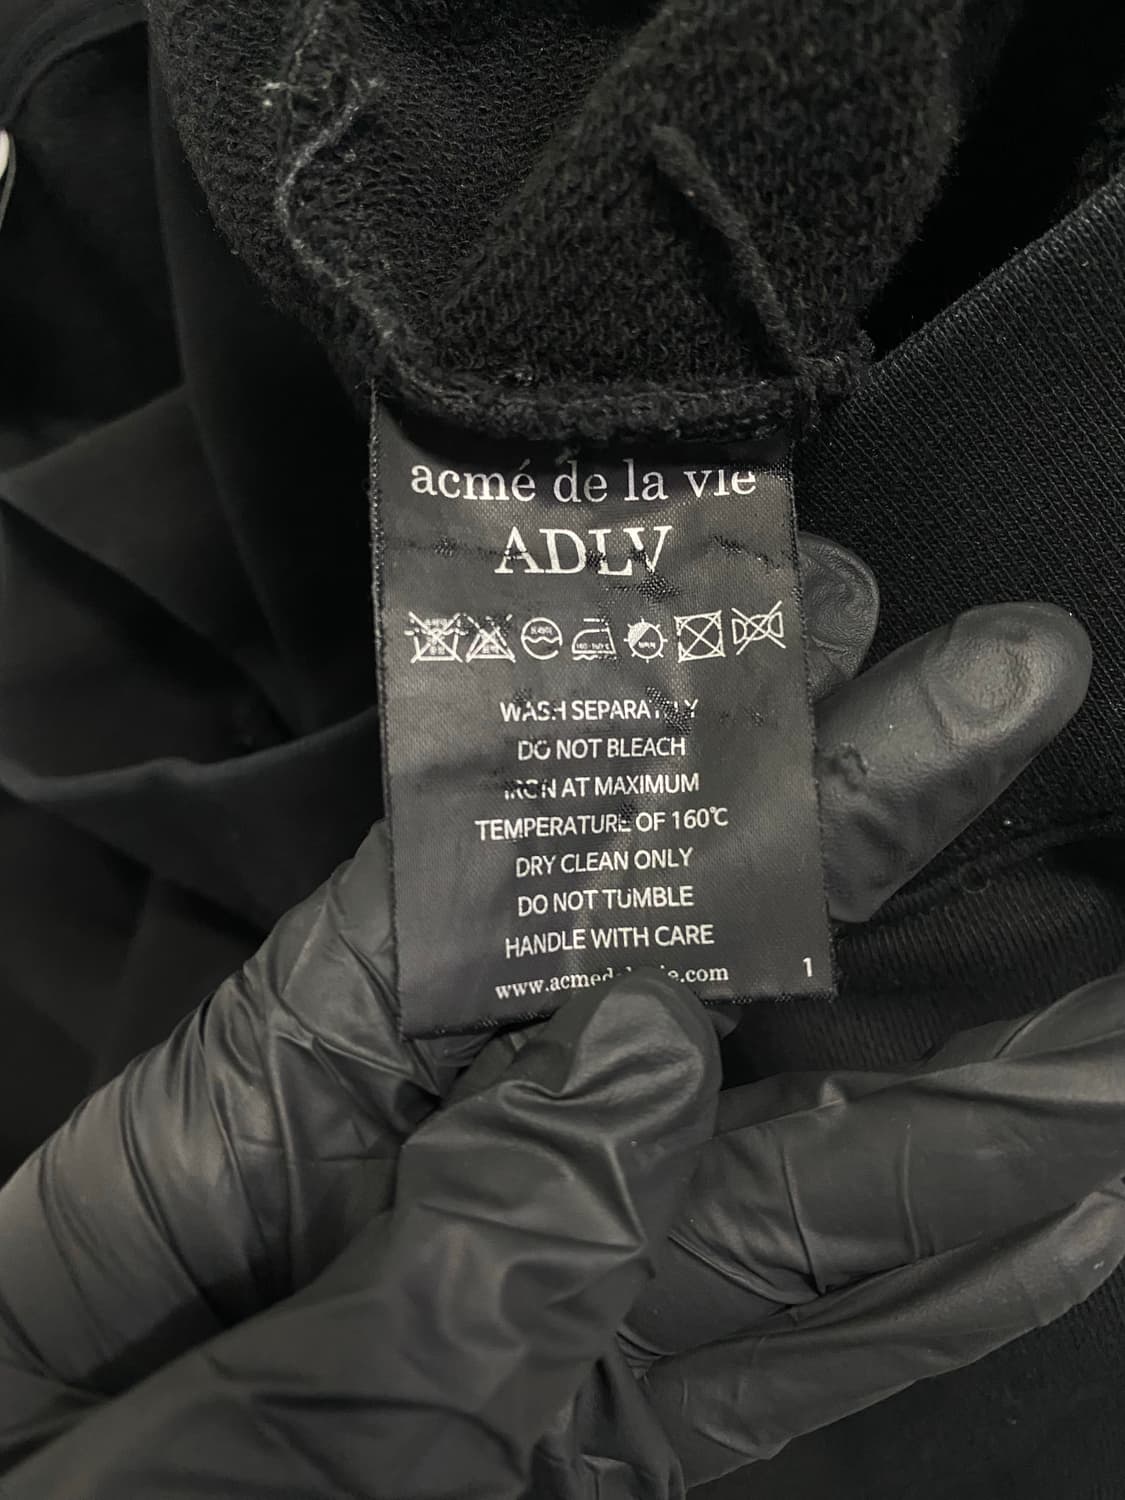 acmé de la vie
ADLV
WASH SEPARATELY
DO NOT BLEACH
IRON AT MAXIMUM
TEMPERATURE OF 160℃
DRY CLEAN ONLY
DO NOT TUMBLE
HANDLE WITH CARE
1